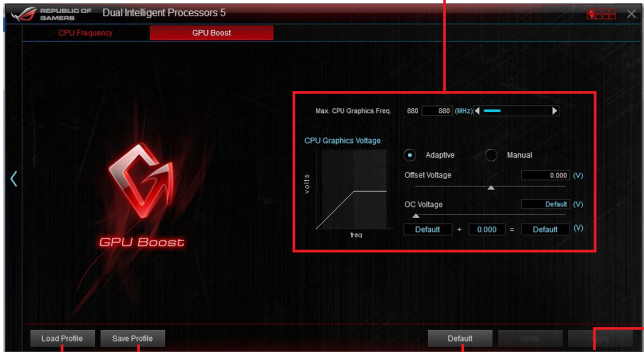 REPUBLIC OF GAMERS Dual Intelligent Processors 5
CPU Frequency GPU Boost
Max. CPU Graphics Freq. 880 880 (MHz)
CPU Graphics Voltage
Adaptive Manual
volts
freq
Offset Voltage 0.000 (V)
OC Voltage Default (V)
Default + 0.000 = Default (V)
GPU Boost
Load Profile Save Profile Default Undo